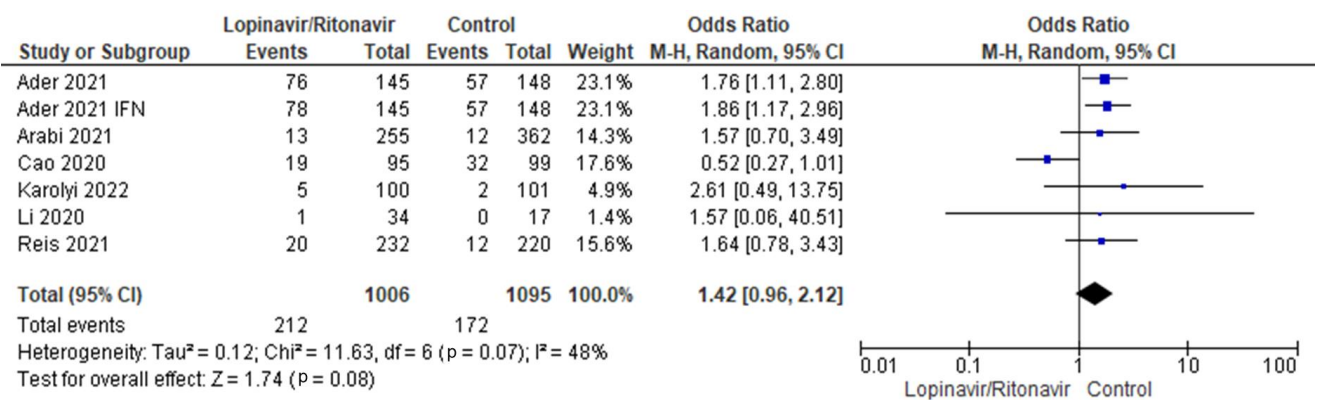 Lopinavir/Ritonavir Control Odds Ratio Odds Ratio
Study or Subgroup Events Total Events Total Weight M-H, Random, 95% CI M-H, Random, 95% CI
Ader 2021 76 145 57 148 23.1% 1.76 [1.11, 2.80]
Ader 2021 IFN 78 145 57 148 23.1% 1.86 [1.17, 2.96]
Arabi 2021 13 255 12 362 14.3% 1.57 [0.70, 3.49]
Cao 2020 19 95 32 99 17.6% 0.52 [0.27, 1.01]
Karolyi 2022 5 100 2 101 4.9% 2.61 [0.49, 13.75]
Li 2020 1 34 0 17 1.4% 1.57 [0.06, 40.51]
Reis 2021 20 232 12 220 15.6% 1.64 [0.78, 3.43]
Total (95% CI) 1006 1095 100.0% 1.42 [0.96, 2.12]
Total events 212 172
Heterogeneity: Tau² = 0.12; Chi² = 11.63, df = 6 (p = 0.07); I² = 48%
Test for overall effect: Z = 1.74 (p = 0.08)
0.01 0.1 1 10 100
Lopinavir/Ritonavir Control